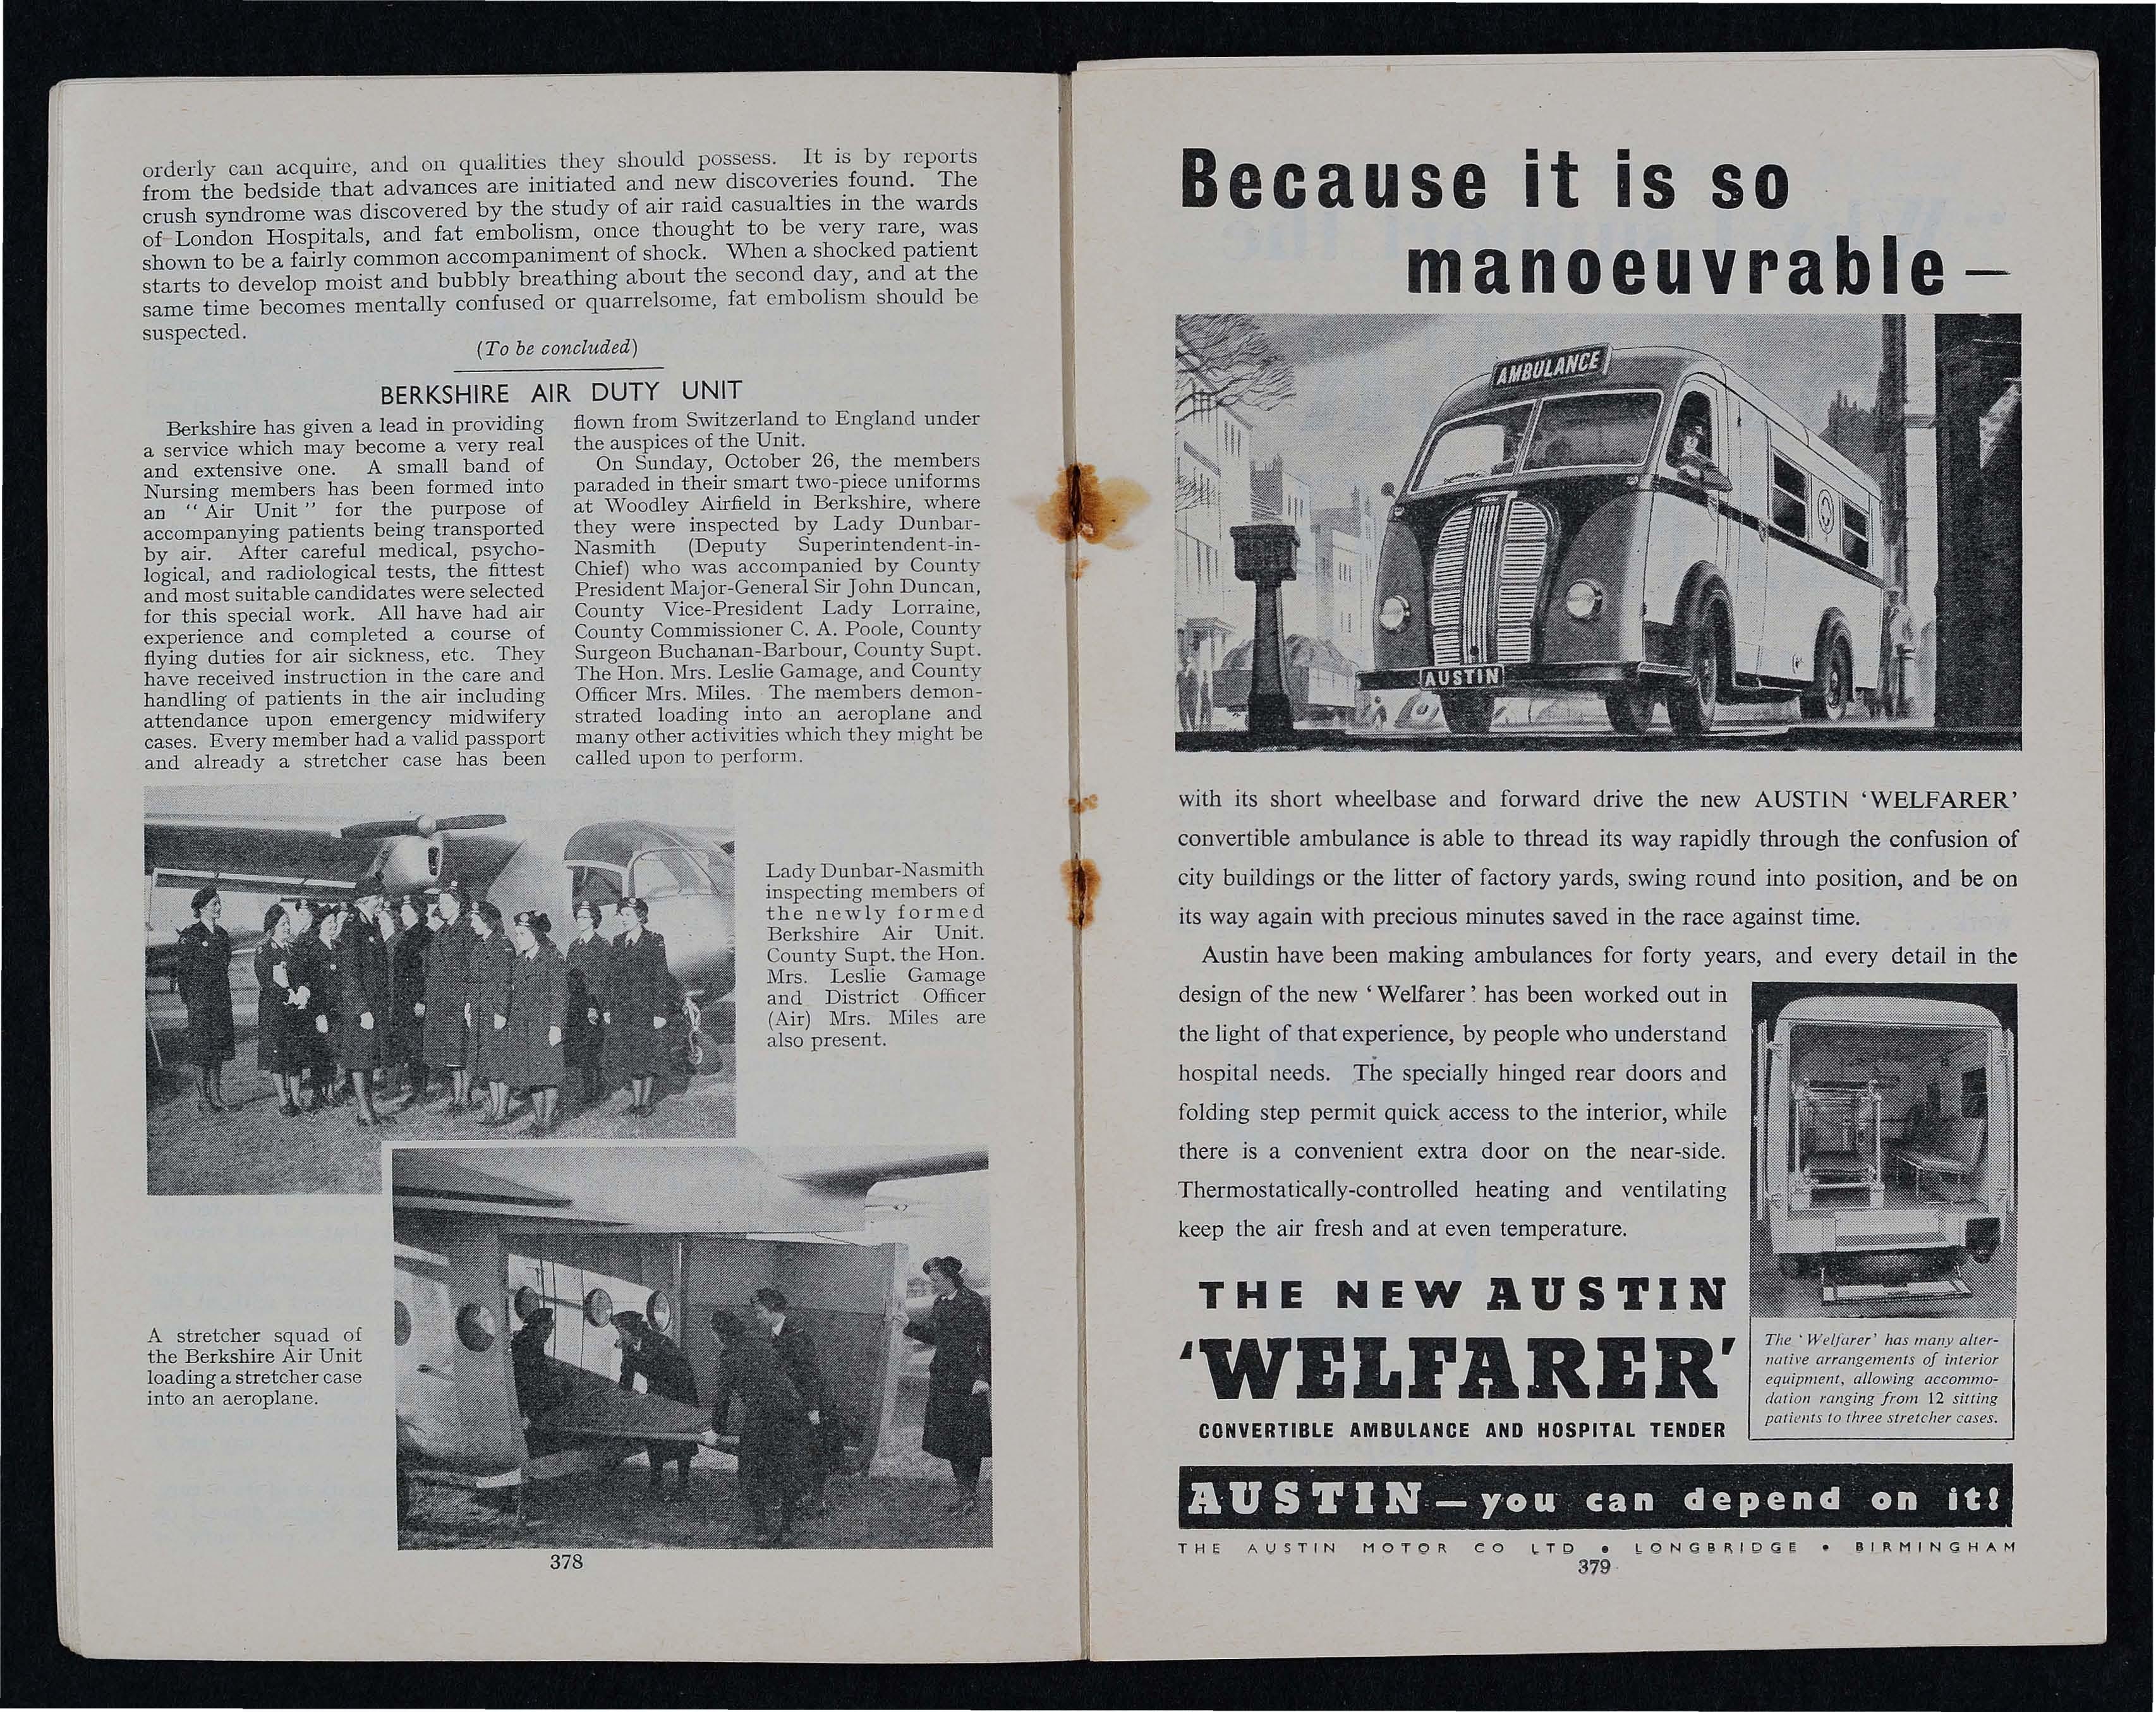 orderly can acquire, and on qualities they should possess. It is by reports
from the bedside that advances are initiated and new discoveries found. The
crush syndrome was discovered by the study of air raid casualties in the wards
of London Hospitals, and fat embolism, once thought to be very rare, was
shown to be a fairly common accompaniment of shock. When a shocked patient
starts to develop moist and bubbly breathing about the second day, and at the
same time becomes mentally confused or quarrelsome, fat embolism should be
suspected.
(To be concluded)
BERKSHIRE AIR DUTY UNIT
Berkshire has given a lead in providing
a service which may become a very real
and extensive one. A small band of
Nursing members has been formed into
an “Air Unit” for the purpose of
accompanying patients being transported
by air. After careful medical, psycho-
logical, and radiological tests, the fittest
and most suitable candidates were selected
for this special work. All have had air
experience and completed a course of
flying duties for air sickness, etc. They
have received instruction in the care and
handling of patients in the air including
attendance upon emergency midwifery
cases. Every member had a valid passport
and already a stretcher case has been
flown from Switzerland to England under
the auspices of the Unit.
On Sunday, October 26, the members
paraded in their smart two-piece uniforms
at Woodley Airfield in Berkshire, where
they were inspected by Lady Dunbar-
Nasmith (Deputy Superintendent-in-
Chief) who was accompanied by County
President Major-General Sir John Duncan,
County Vice-President Lady Lorraine,
County Commissioner C. A. Poole, County
Surgeon Buchanan-Barbour, County Supt.
The Hon. Mrs. Leslie Gamage, and County
Officer Mrs. Miles. The members demon-
strated loading into an aeroplane and
many other activities which they might be
called upon to perform.
Lady Dunbar-Nasmith
inspecting members of
the newly formed
Berkshire Air Unit.
County Supt. the Hon.
Mrs. Leslie Gamage
and District Officer
(Air) Mrs. Miles are
also present.
A stretcher squad of
the Berkshire Air Unit
loading a stretcher case
into an aeroplane.
378
Because it is so
manoeuvrable—
AMBULANCE
AUSTIN
with its short wheelbase and forward drive the new AUSTIN ‘WELFARER’
convertible ambulance is able to thread its way rapidly through the confusion of
city buildings or the litter of factory yards, swing round into position, and be on
its way again with precious minutes saved in the race against time.
Austin have been making ambulances for forty years, and every detail in the
design of the new ‘Welfarer’ has been worked out in
the light of that experience, by people who understand
hospital needs. The specially hinged rear doors and
folding step permit quick access to the interior, while
there is a convenient extra door on the near-side.
Thermostatically-controlled heating and ventilating
keep the air fresh and at even temperature.
THE NEW AUSTIN
‘WELFARER’
CONVERTIBLE AMBULANCE AND HOSPITAL TENDER
The ‘Welfarer’ has many alter-
native arrangements of interior
equipment, allowing accommo-
dation ranging from 12 sitting
patients to three stretcher cases.
AUSTIN—you can depend on it!
THE AUSTIN MOTOR CO LTD • LONGBRIDGE • BIRMINGHAM
379